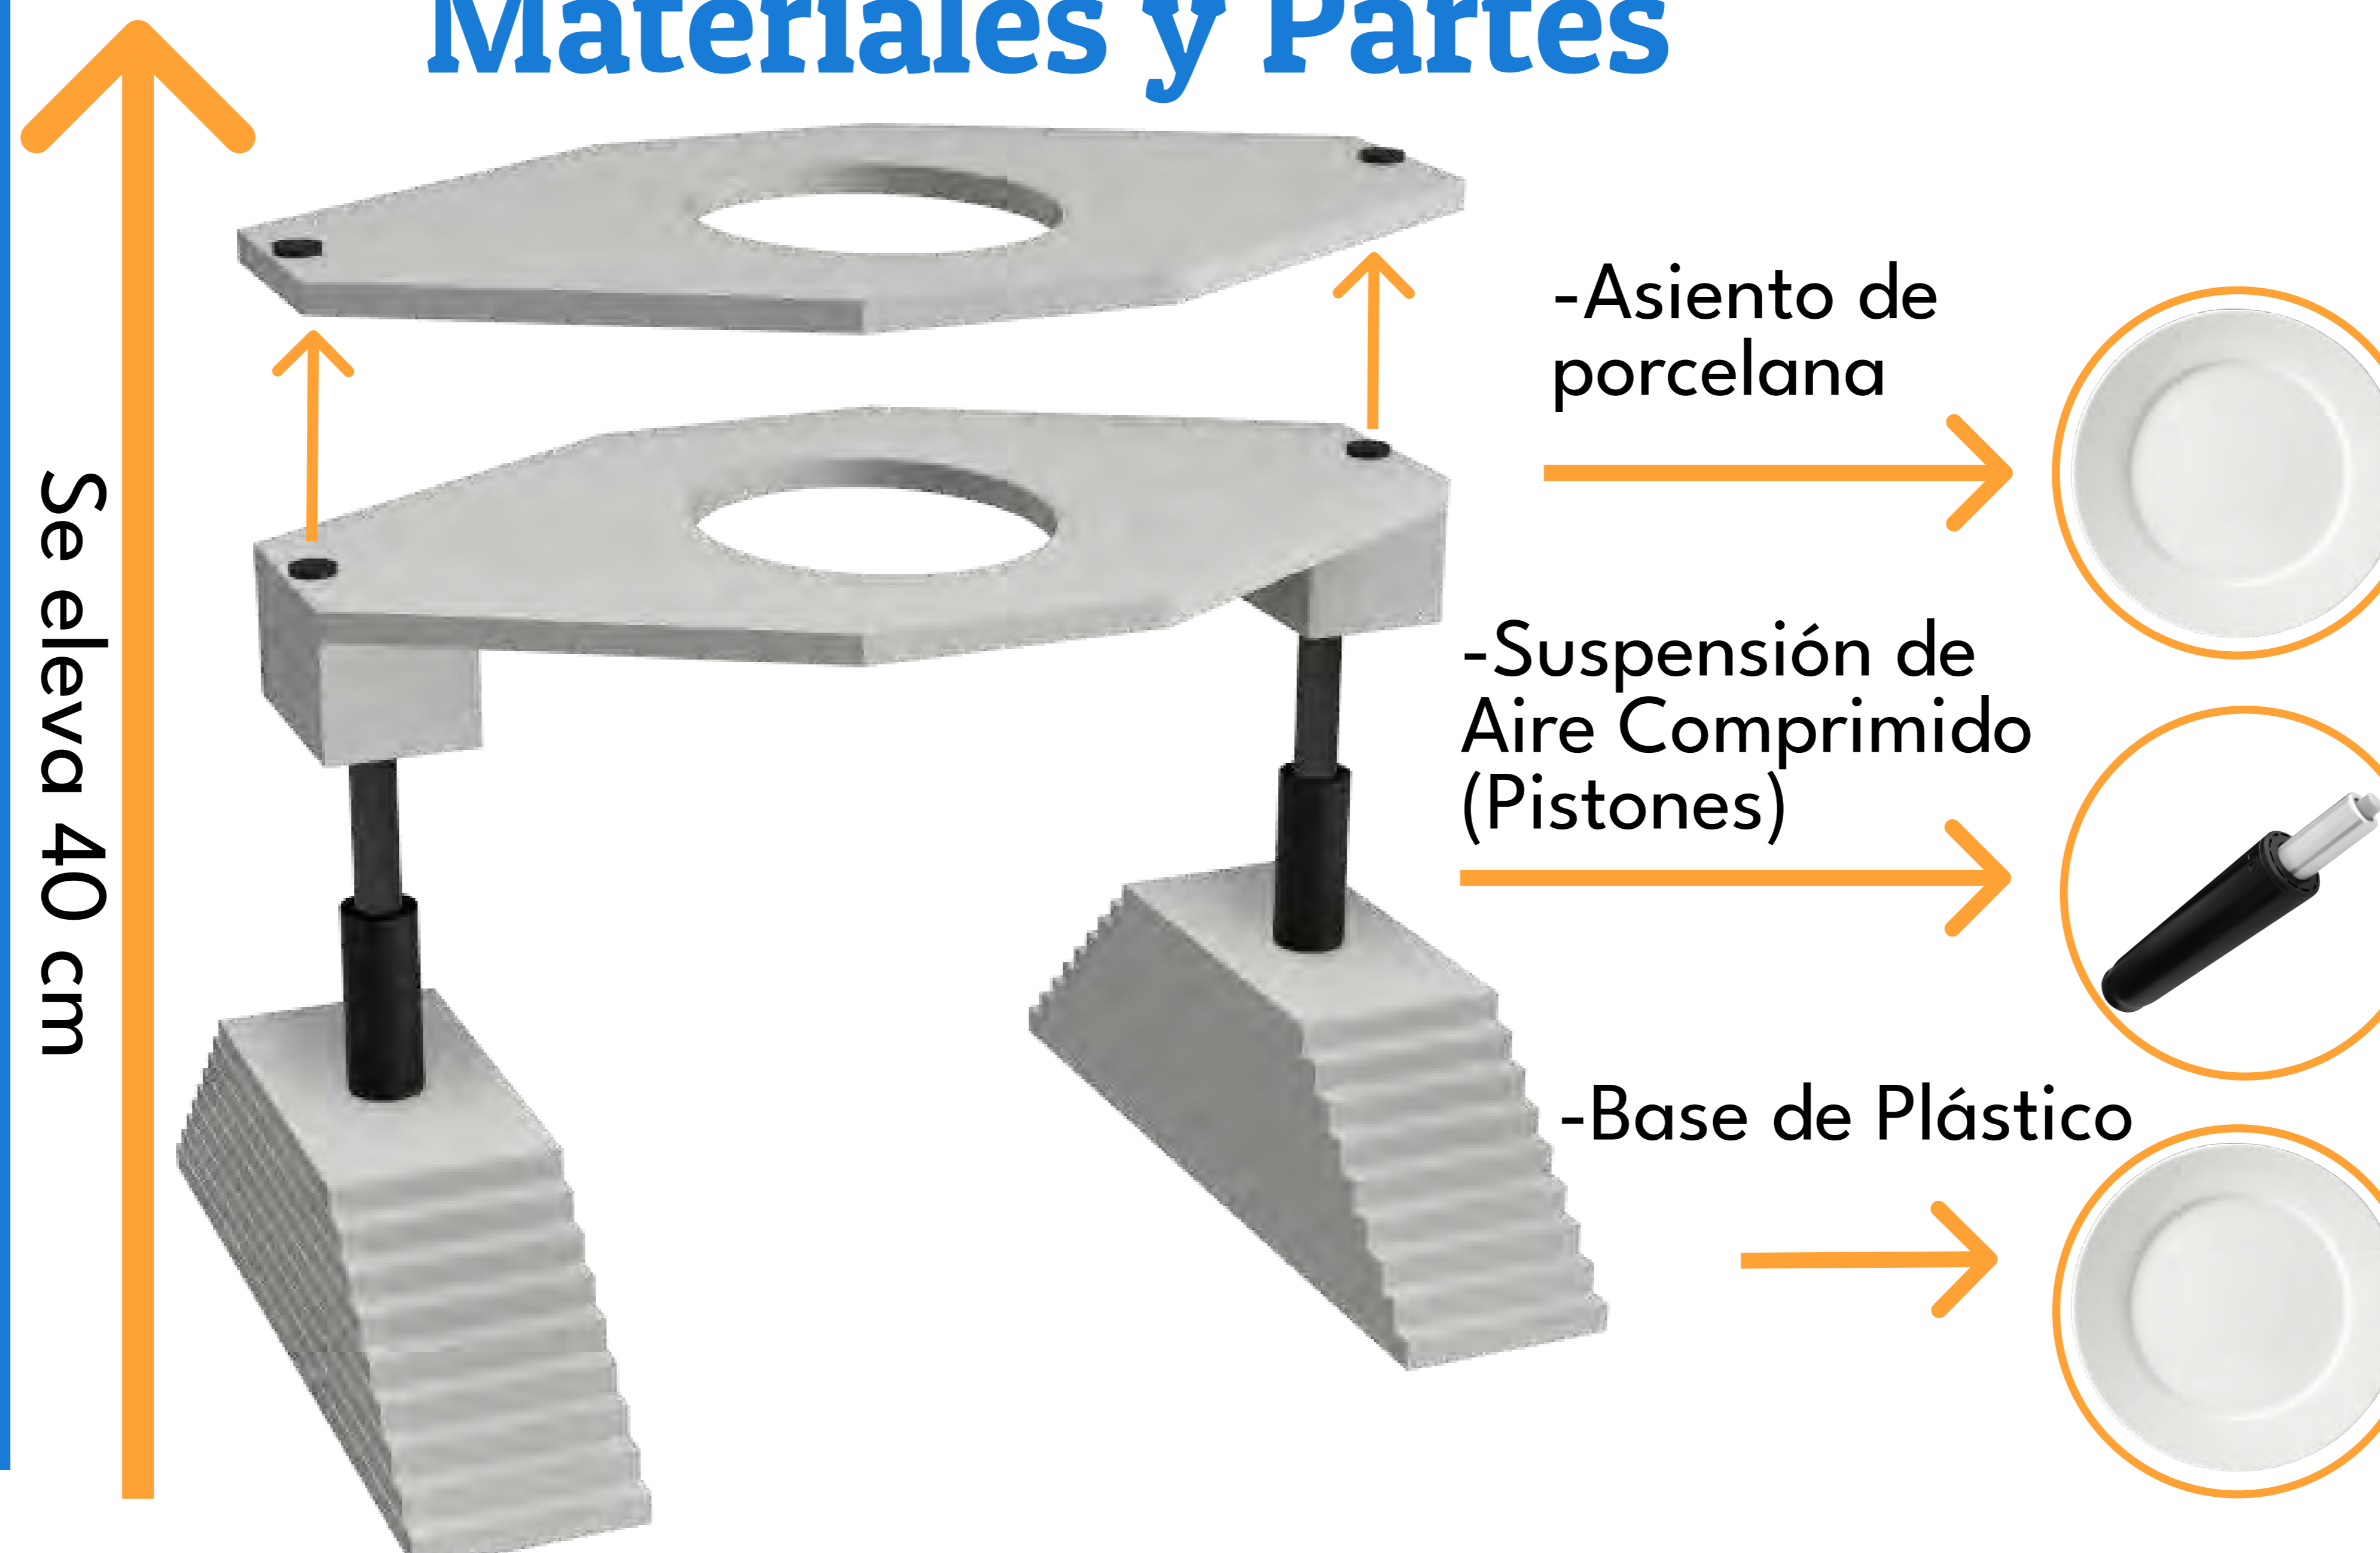 Materiales y Partes
Se eleva 40 cm
-Asiento de
porcelana
-Suspensión de
Aire Comprimido
(Pistones)
-Base de Plástico